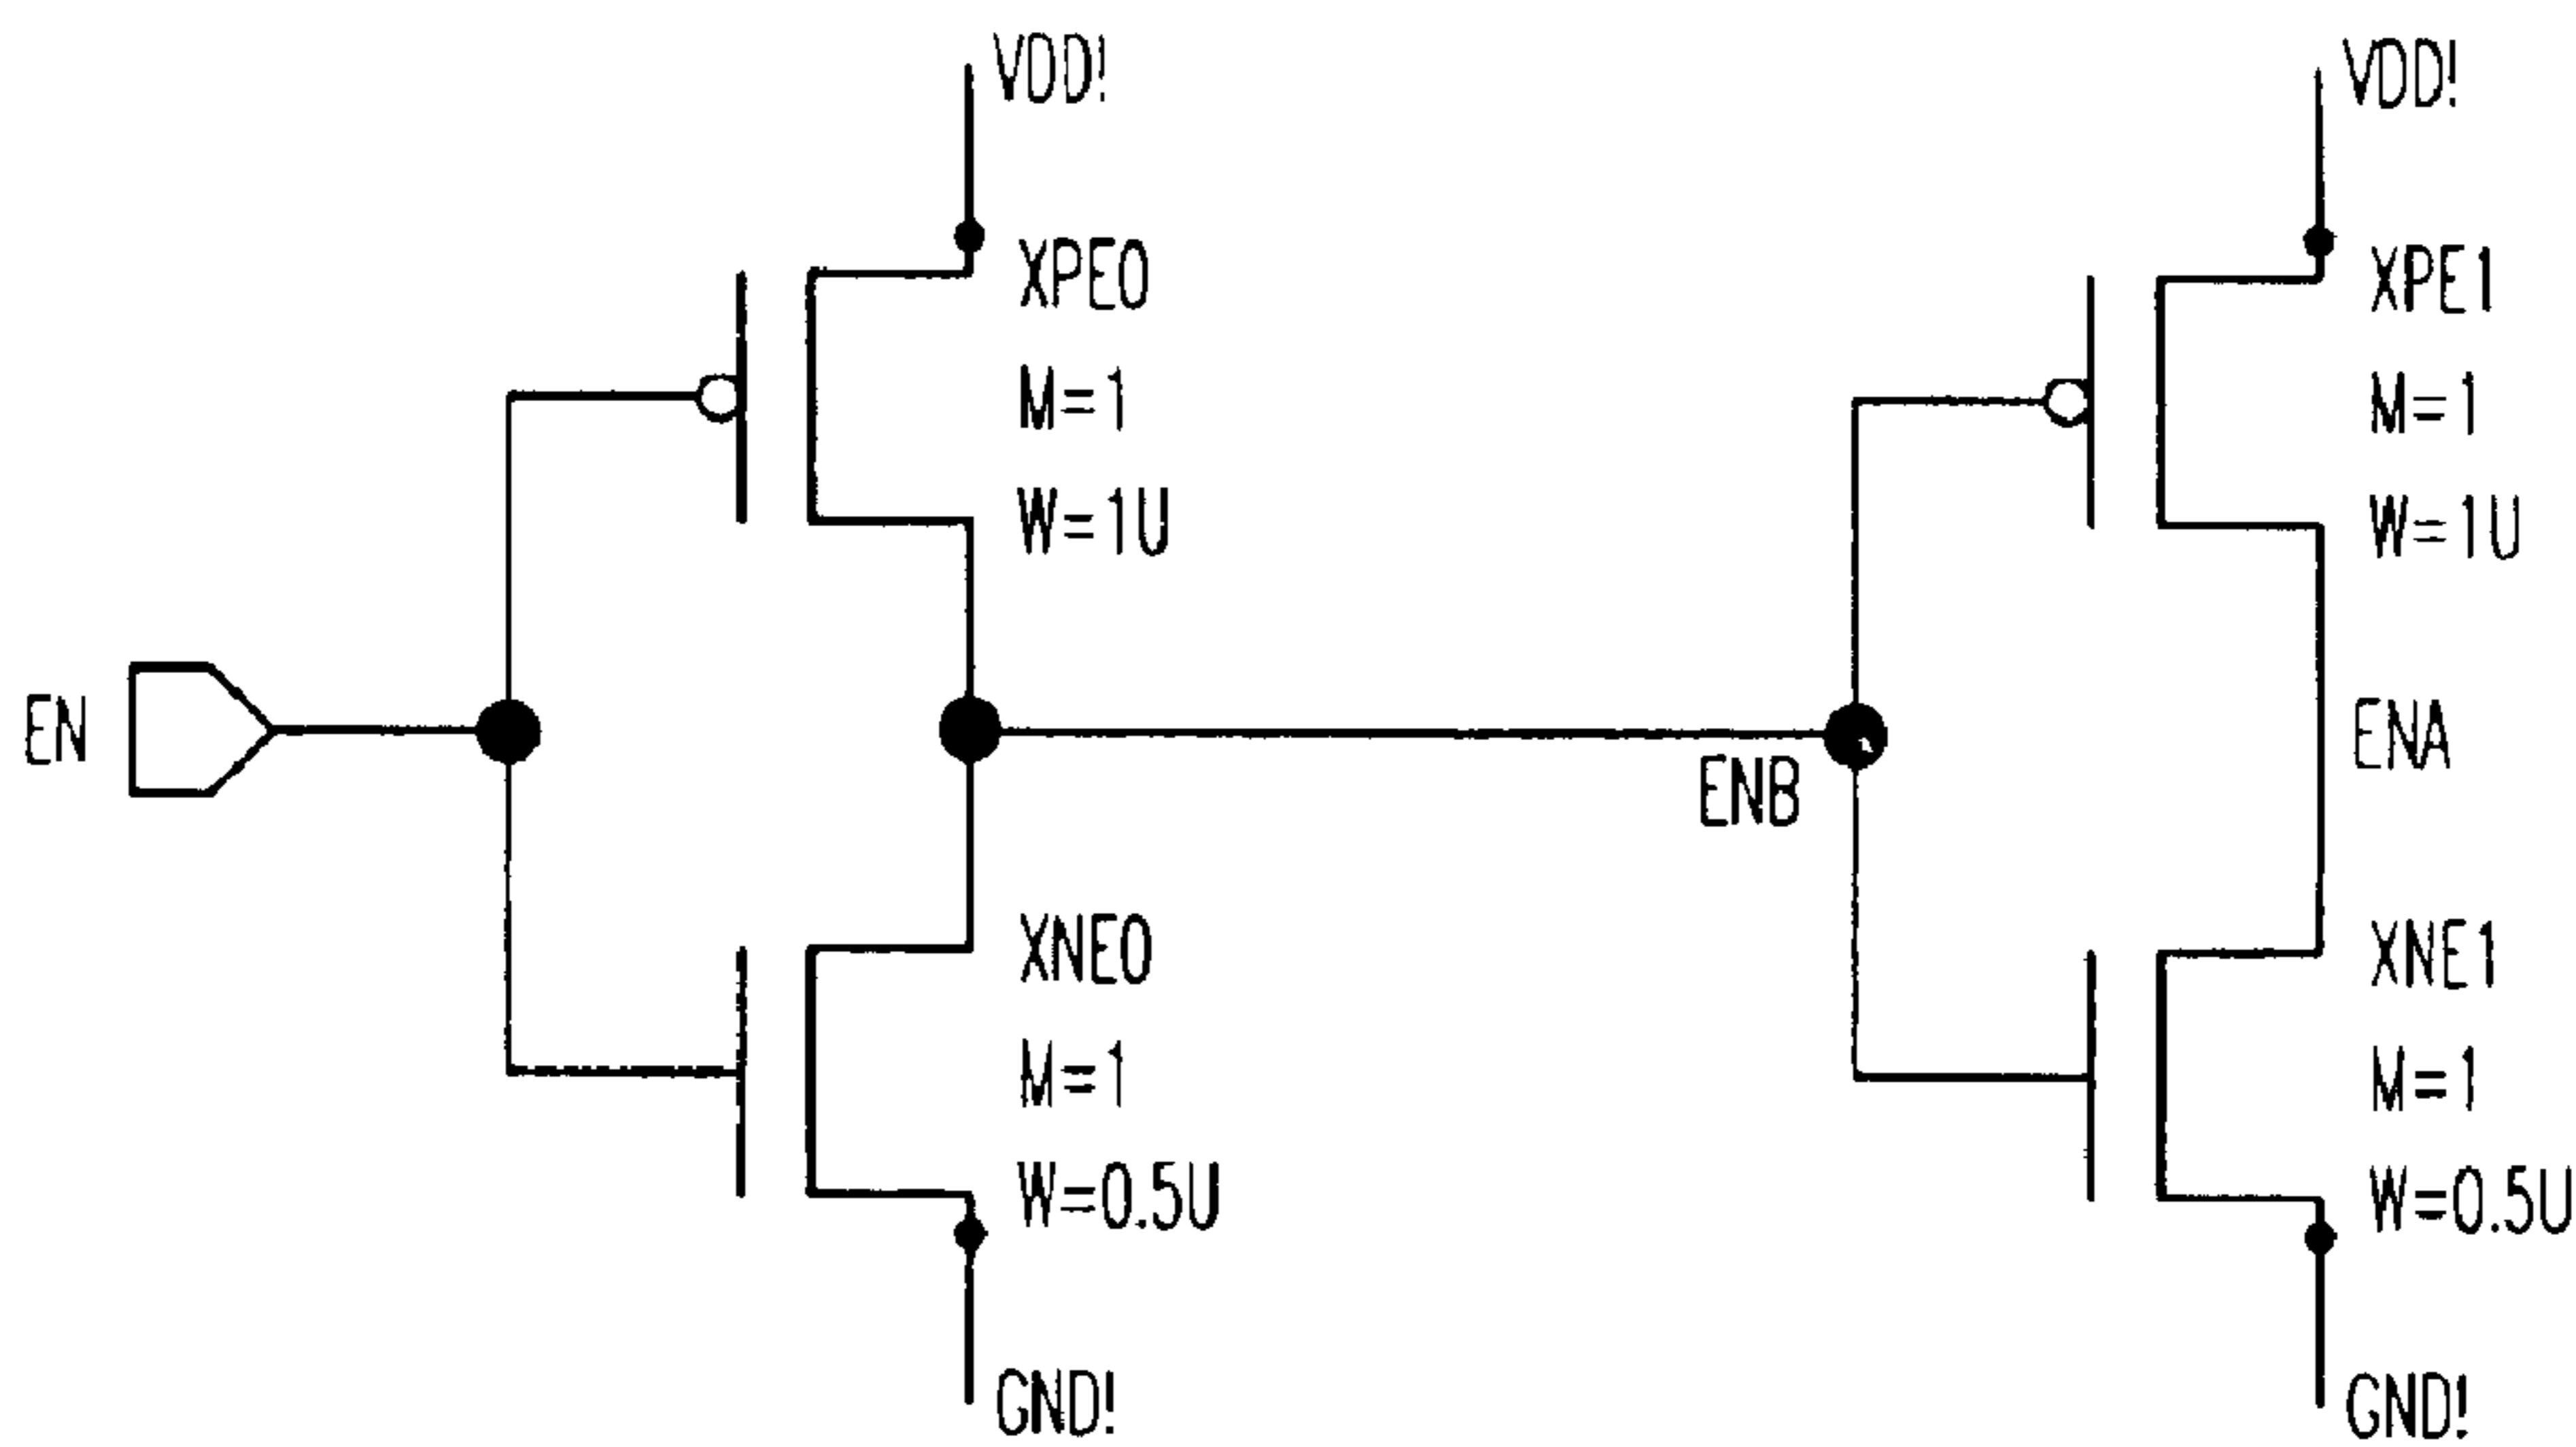 VDD!
XPE0
M=1
W=1U
VDD!
XPE1
M=1
W=1U
EN
ENB
ENA
XNE0
M=1
W=0.5U
GND!
XNE1
M=1
W=0.5U
GND!